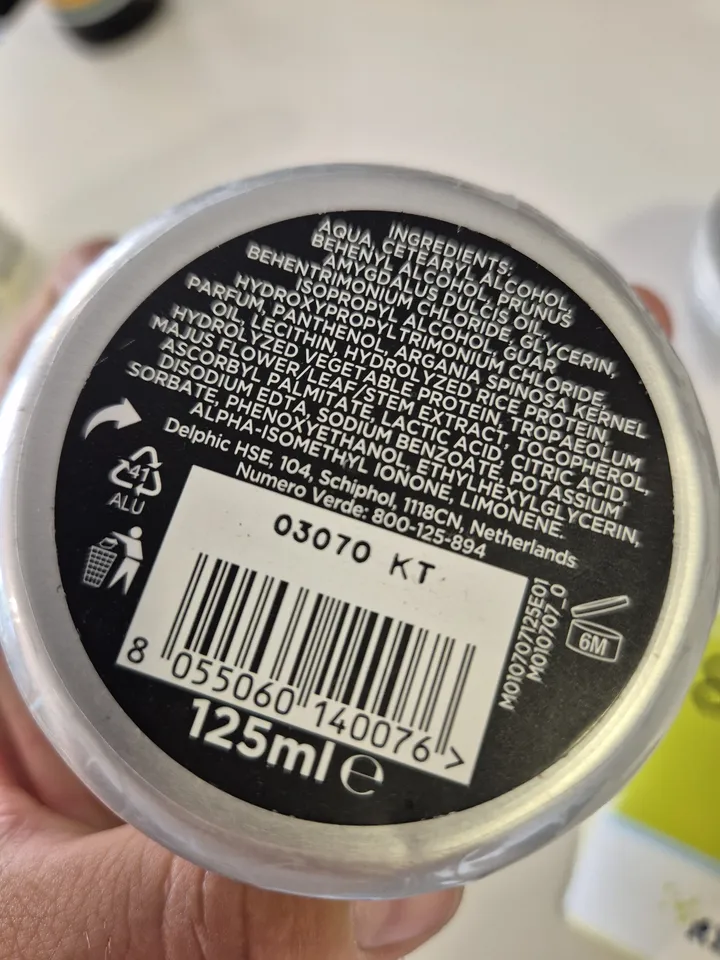 INGREDIENTS:
AQUA, CETEARYL ALCOHOL,
BEHENYL ALCOHOL, PRUNUS
AMYGDALUS DULCIS OIL,
BEHENTRIMONIUM CHLORIDE, GLYCERIN,
ISOPROPYL ALCOHOL, GUAR
HYDROXYPROPYLTRIMONIUM CHLORIDE,
PARFUM, PANTHENOL, ARGANIA SPINOSA KERNEL
OIL, LECITHIN, HYDROLYZED RICE PROTEIN,
HYDROLYZED VEGETABLE PROTEIN, TROPAEOLUM
MAJUS FLOWER/LEAF/STEM EXTRACT, TOCOPHEROL,
ASCORBYL PALMITATE, LACTIC ACID, CITRIC ACID,
DISODIUM EDTA, SODIUM BENZOATE, POTASSIUM
SORBATE, PHENOXYETHANOL, ETHYLHEXYLGLYCERIN,
ALPHA-ISOMETHYL IONONE, LIMONENE.
Delphic HSE, 104, Schiphol, 1118CN, Netherlands
Numero Verde: 800-125-894
41
ALU
03070 KT
8 055060 140076 >
125ml e
M010707125E01
M010707_0
6M